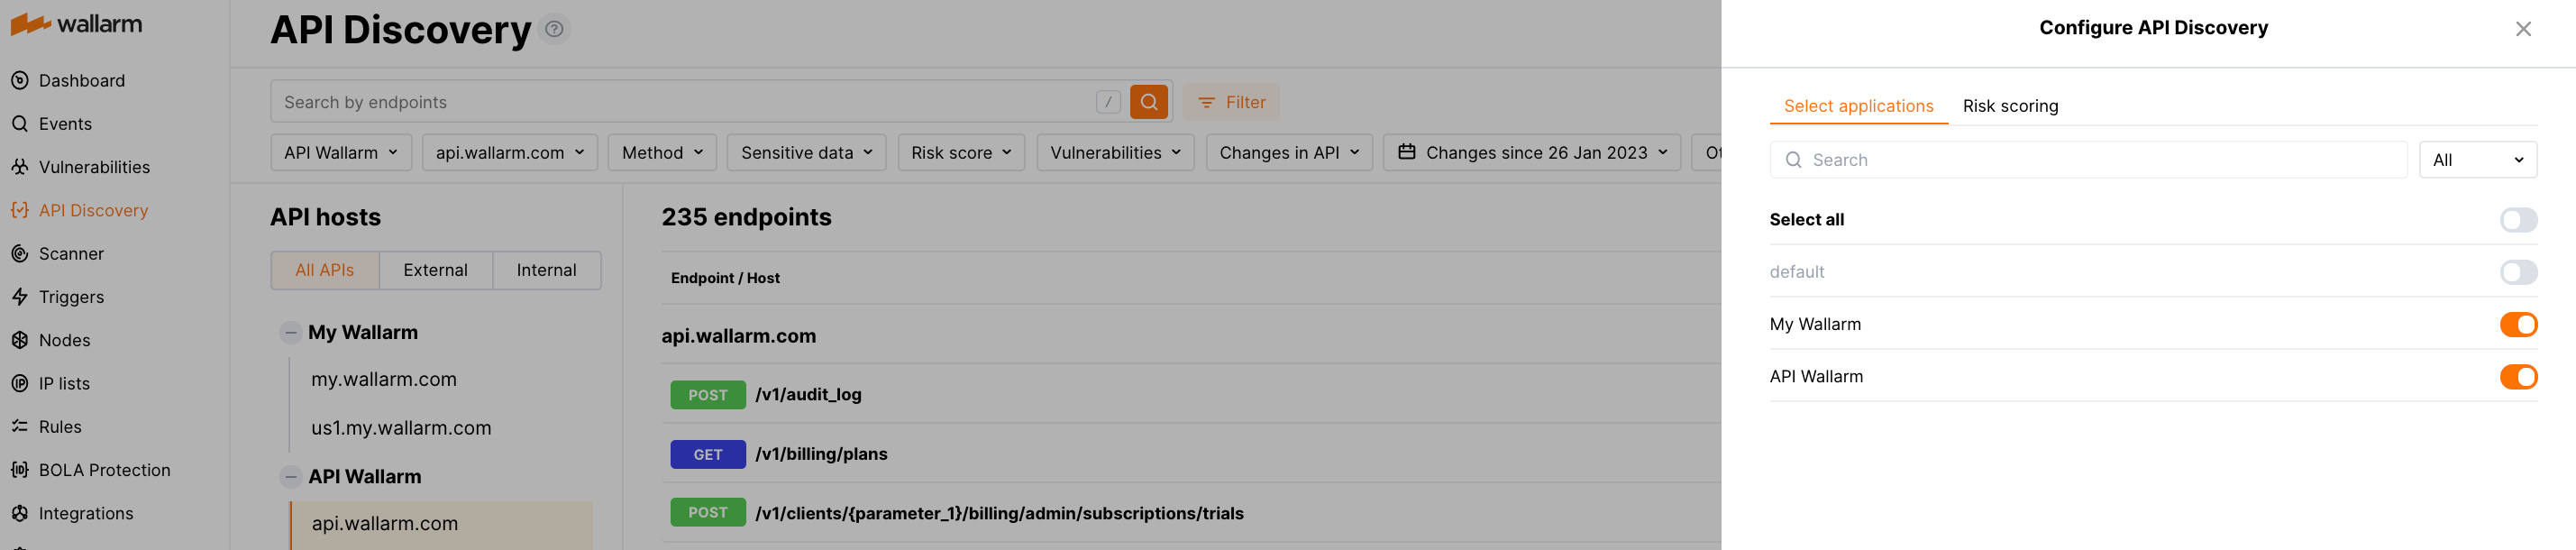 wallarm
Dashboard
Events
Vulnerabilities
API Discovery
Scanner
Triggers
Nodes
IP lists
Rules
BOLA Protection
Integrations
API Discovery ?
Search by endpoints /
Filter
API Wallarm
api.wallarm.com
Method
Sensitive data
Risk score
Vulnerabilities
Changes in API
Changes since 26 Jan 2023
API hosts
All APIs
External
Internal
My Wallarm
my.wallarm.com
us1.my.wallarm.com
API Wallarm
api.wallarm.com
235 endpoints
Endpoint / Host
api.wallarm.com
POST /v1/audit_log
GET /v1/billing/plans
POST /v1/clients/{parameter_1}/billing/admin/subscriptions/trials
Configure API Discovery
Select applications
Risk scoring
Search
All
Select all
default
My Wallarm
API Wallarm